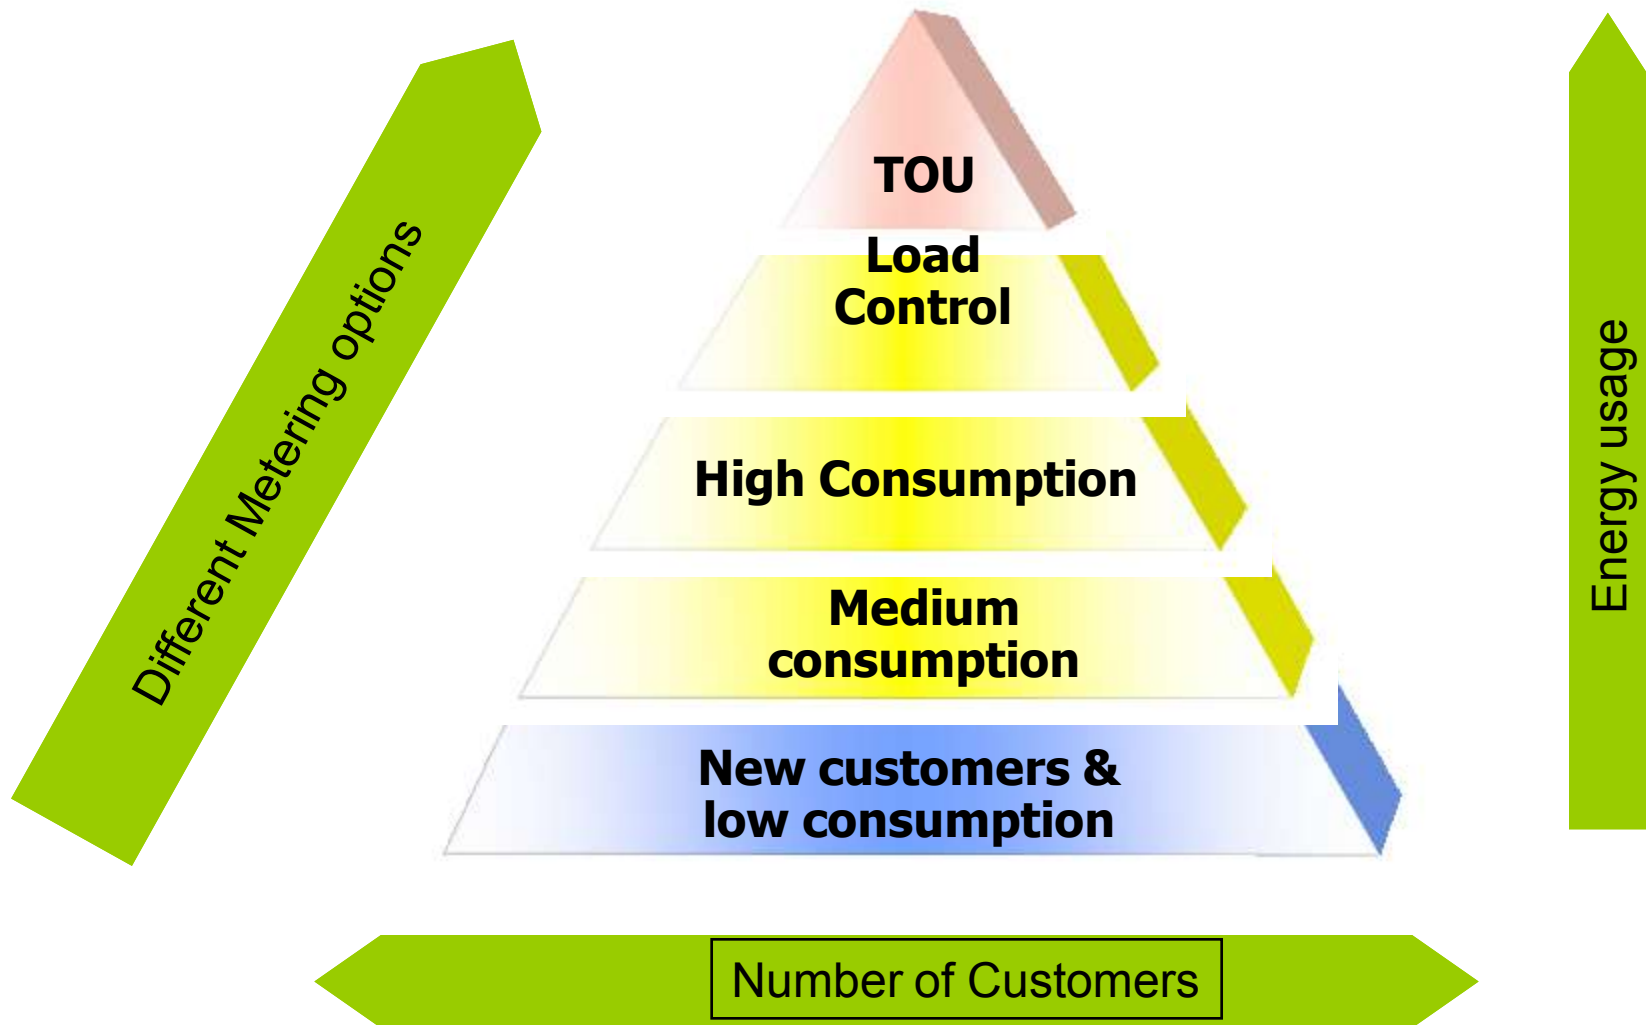 TOU
Load
Control
High Consumption
Medium
consumption
New customers &
low consumption
Different Metering options
Energy usage
Number of Customers